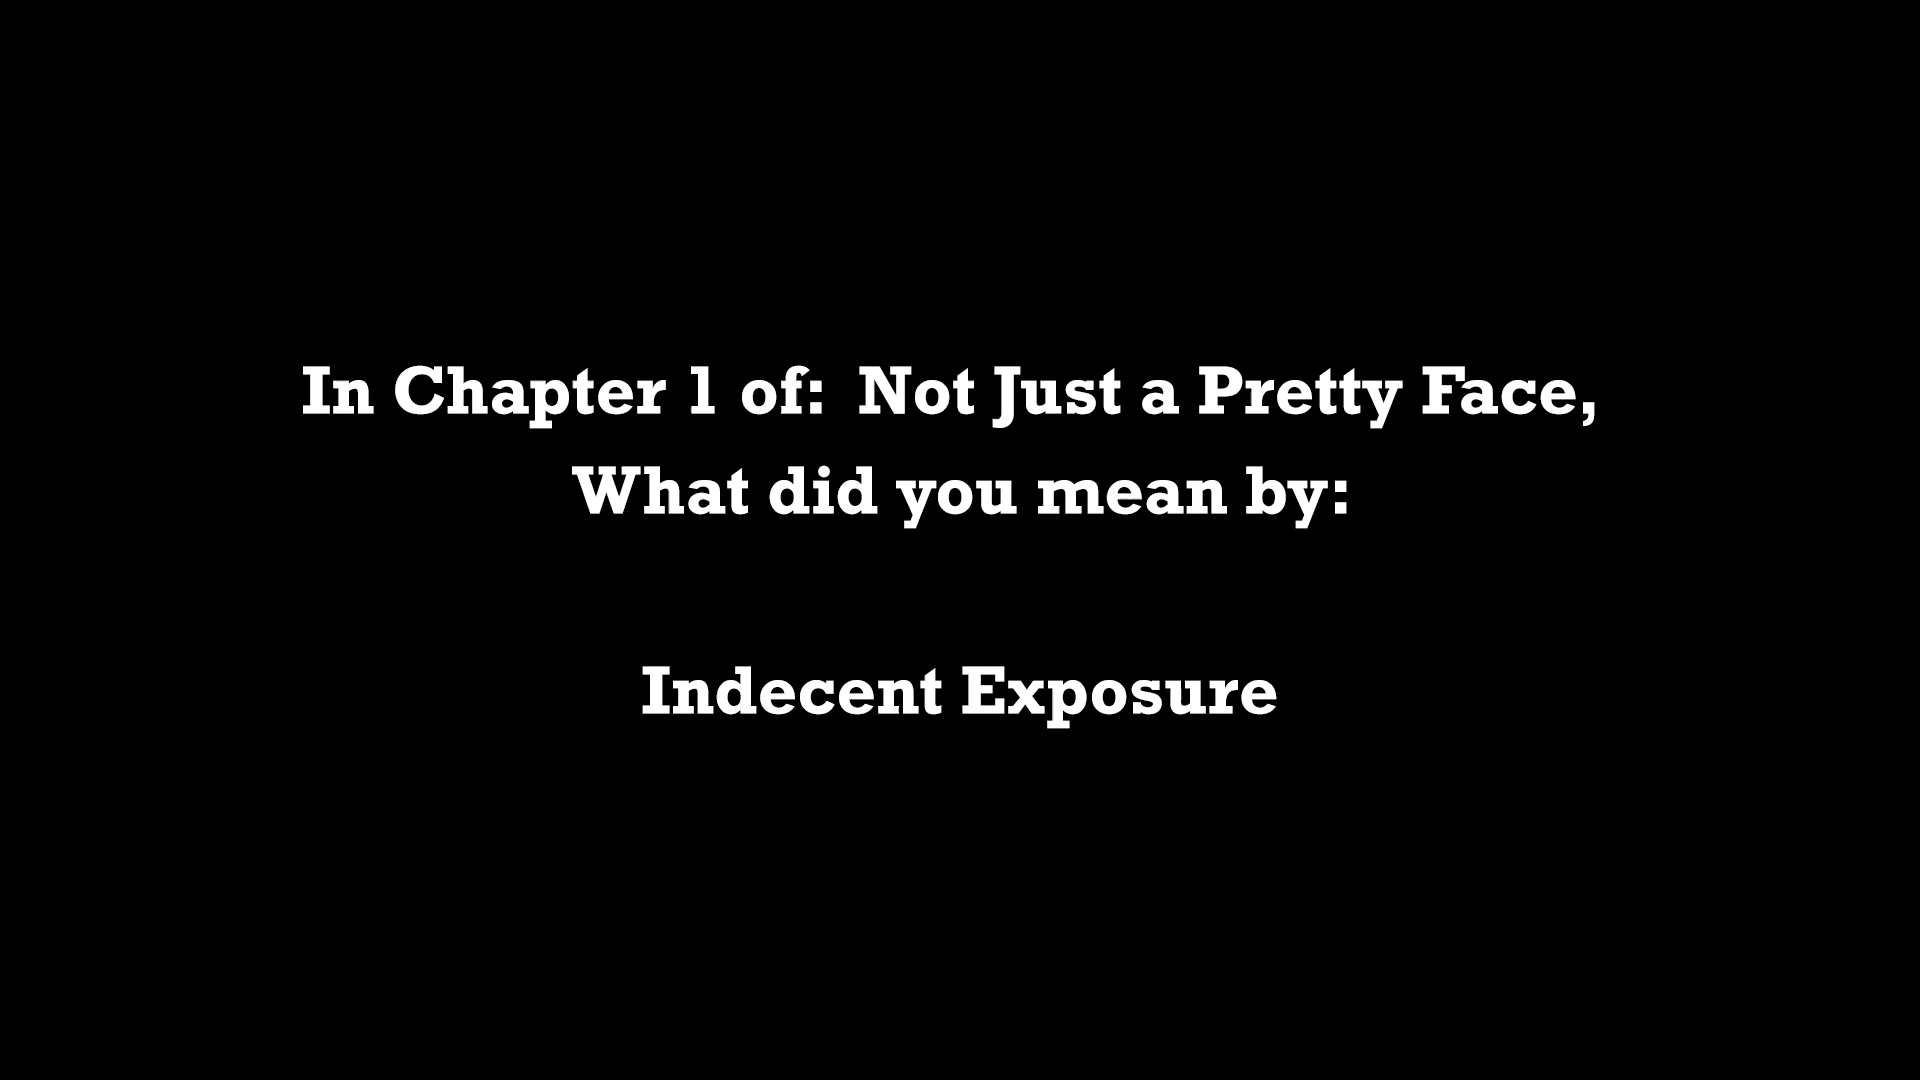 In Chapter 1 of:  Not Just a Pretty Face,
What did you mean by:
Indecent Exposure